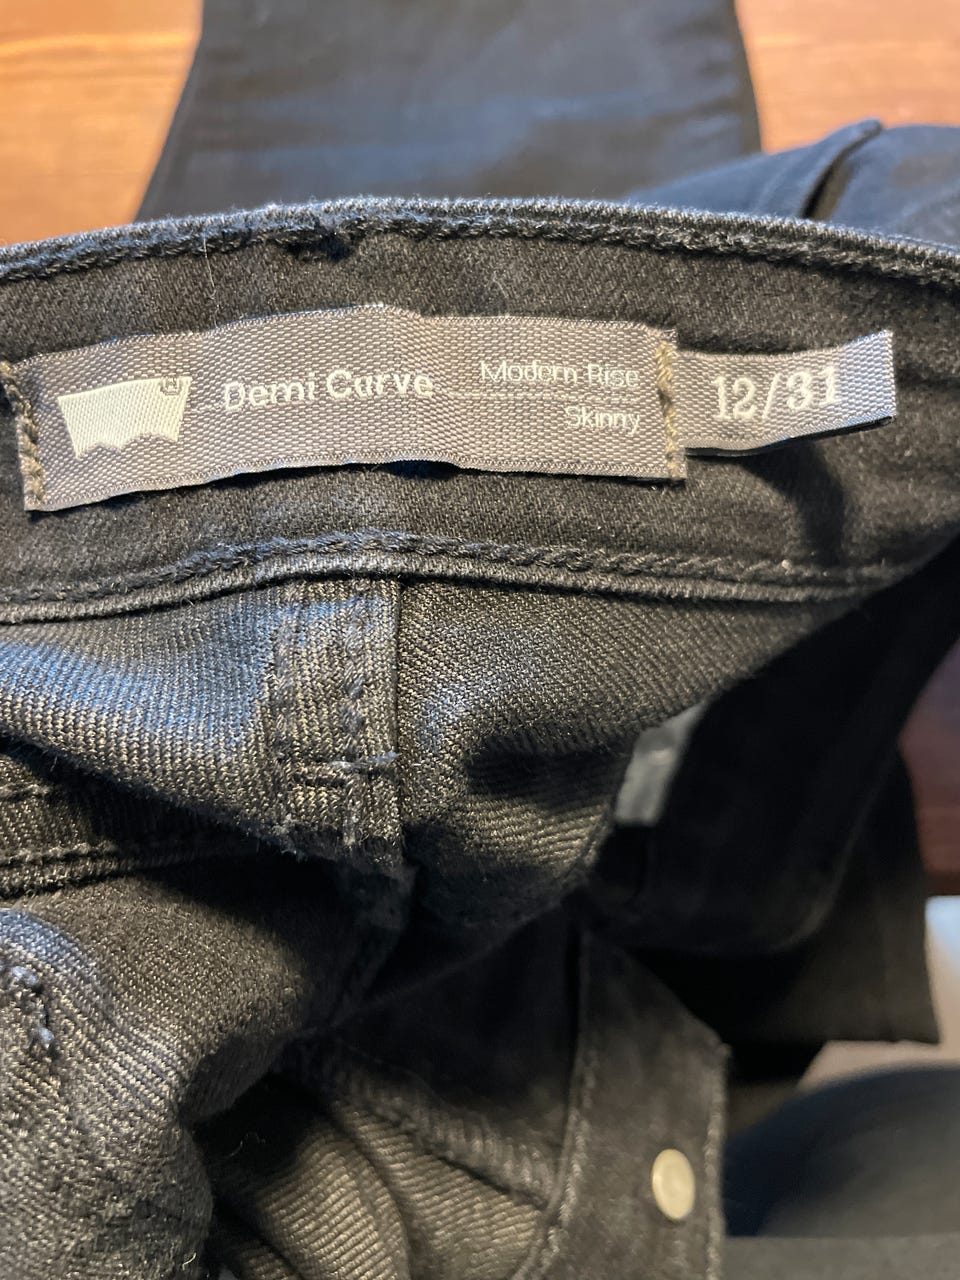 Demi Curve
Modern Rise
Skinny
12/31